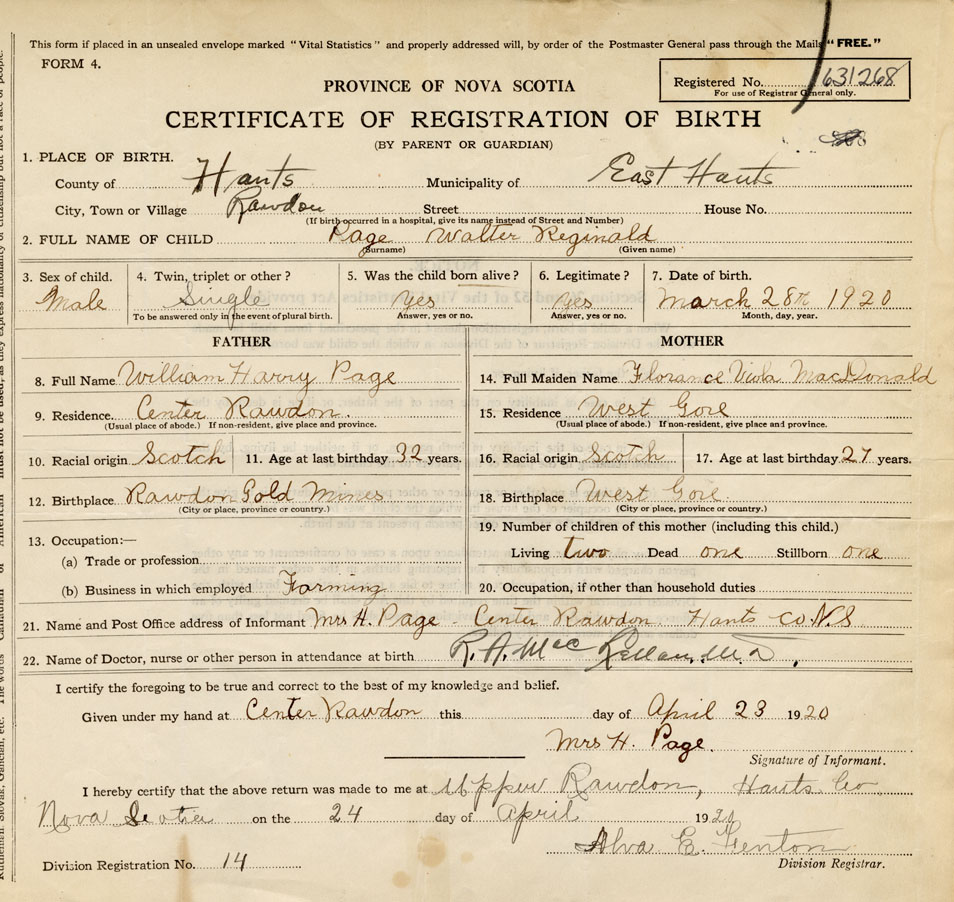 This form if placed in an unsealed envelope marked "Vital Statistics" and properly addressed will, by order of the Postmaster General pass through the Mails "FREE."
FORM 4.
PROVINCE OF NOVA SCOTIA
Registered No. 631268
For use of Registrar General only.
CERTIFICATE OF REGISTRATION OF BIRTH
(BY PARENT OR GUARDIAN)
1. PLACE OF BIRTH.
County of Hants Municipality of East Hants
City, Town or Village Rawdon Street House No.
(If birth occurred in a hospital, give its name instead of Street and Number)
2. FULL NAME OF CHILD Page Walter Reginald
(Surname) (Given name)
3. Sex of child. 4. Twin, triplet or other? 5. Was the child born alive? 6. Legitimate? 7. Date of birth.
Male Single Yes Yes March 28th 1920
To be answered only in the event of plural birth. Answer, yes or no. Answer, yes or no. Month, day, year.
FATHER MOTHER
8. Full Name William Harry Page 14. Full Maiden Name Florance Viola MacDonald
9. Residence. Center Rawdon. 15. Residence West Gore
(Usual place of abode.) If non-resident, give place and province. (Usual place of abode.) If non-resident, give place and province.
10. Racial origin Scotch 11. Age at last birthday 32 years. 16. Racial origin Scotch 17. Age at last birthday 27 years.
12. Birthplace Rawdon Gold Mines 18. Birthplace West Gore.
(City or place, province or country.) (City or place, province or country.)
13. Occupation:— 19. Number of children of this mother (including this child.)
(a) Trade or profession Living two Dead one Stillborn one
(b) Business in which employed Farming 20. Occupation, if other than household duties
21. Name and Post Office address of Informant Mrs H. Page - Center Rawdon. Hants Co N.S
22. Name of Doctor, nurse or other person in attendance at birth R. A. Mac M.D.
I certify the foregoing to be true and correct to the best of my knowledge and belief.
Given under my hand at Center Rawdon this day of April 23 1920
Mrs H. Page.
Signature of Informant.
I hereby certify that the above return was made to me at Upper Rawdon, Hants Co
Nova Scotia on the 24 day of April 1920
Alva E. Fenton
Division Registration No. 14 Division Registrar.